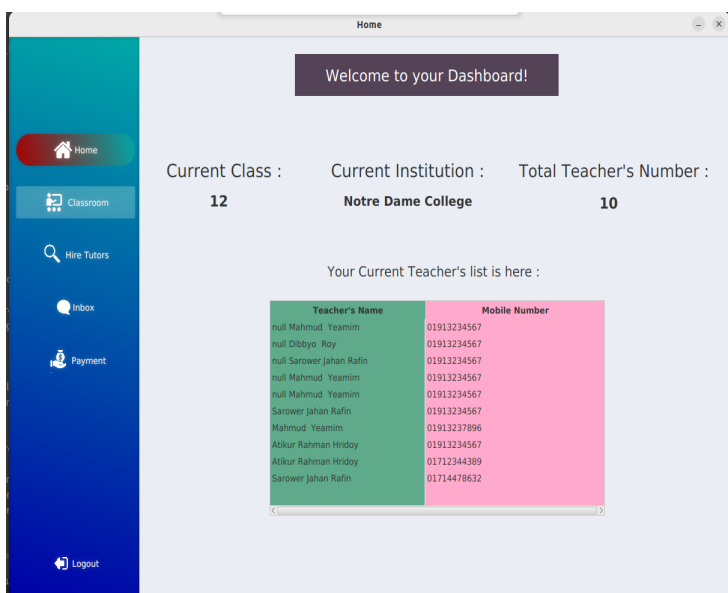 Home
Welcome to your Dashboard!
Home
Classroom
Hire Tutors
Inbox
Payment
Logout
Current Class :
12
Current Institution :
Notre Dame College
Total Teacher's Number :
10
Your Current Teacher's list is here :
Teacher's Name Mobile Number
null Mahmud  Yeamim 01913234567
null Dibbyo  Roy 01913234567
null Sarower Jahan Rafin 01913234567
null Mahmud  Yeamim 01913234567
null Mahmud  Yeamim 01913234567
Sarower Jahan Rafin 01913234567
Mahmud  Yeamim 01913237896
Atikur Rahman Hridoy 01913234567
Atikur Rahman Hridoy 01712344389
Sarower Jahan Rafin 01714478632